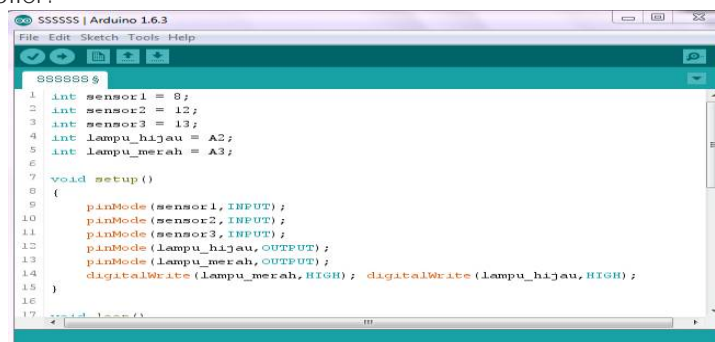 SSSSSS | Arduino 1.6.3
File Edit Sketch Tools Help
SSSSSS §
1 int sensor1 = 8;
2 int sensor2 = 12;
3 int sensor3 = 13;
4 int lampu_hijau = A2;
5 int lampu_merah = A3;
6
7 void setup()
8 {
9 pinMode(sensor1,INPUT);
10 pinMode(sensor2,INPUT);
11 pinMode(sensor3,INPUT);
12 pinMode(lampu_hijau,OUTPUT);
13 pinMode(lampu_merah,OUTPUT);
14 digitalWrite(lampu_merah,HIGH); digitalWrite(lampu_hijau,HIGH);
15 }
16
17 void loop()